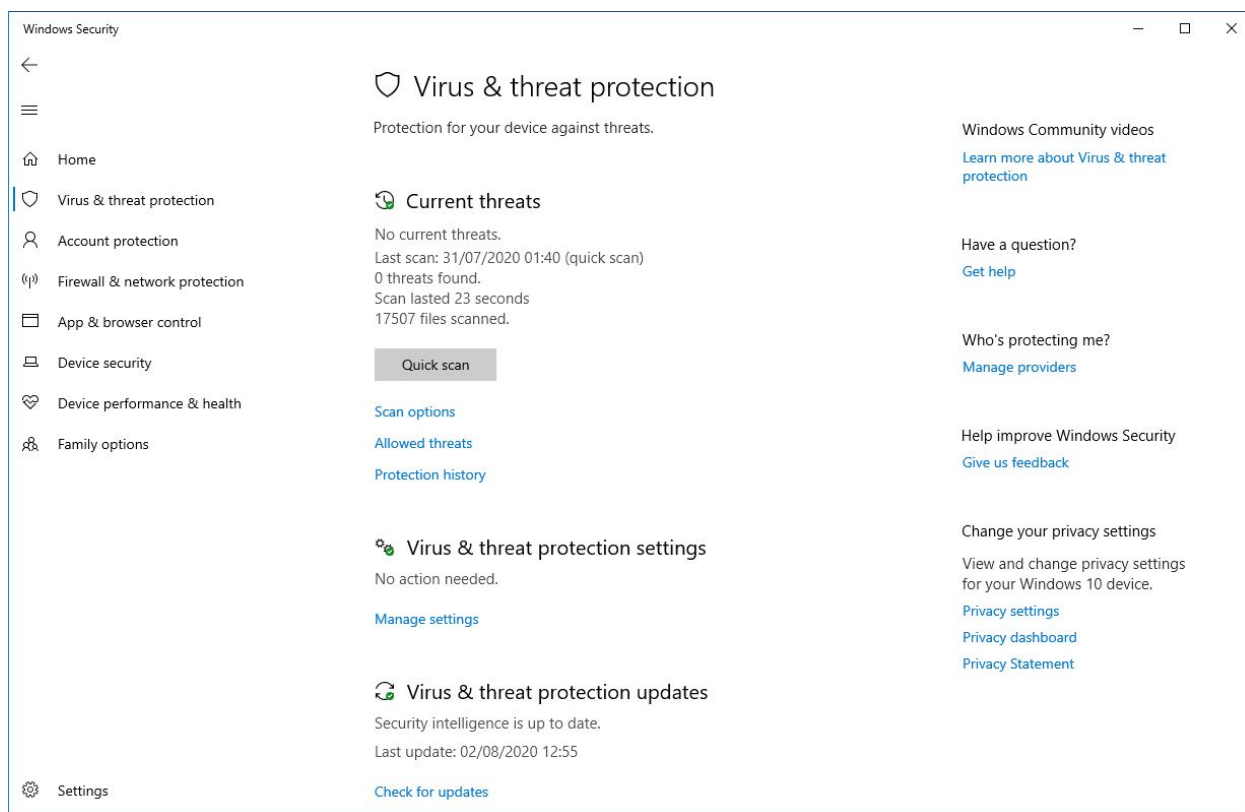 Windows Security
Home
Virus & threat protection
Account protection
Firewall & network protection
App & browser control
Device security
Device performance & health
Family options
Settings
Virus & threat protection
Protection for your device against threats.
Current threats
No current threats.
Last scan: 31/07/2020 01:40 (quick scan)
0 threats found.
Scan lasted 23 seconds
17507 files scanned.
Quick scan
Scan options
Allowed threats
Protection history
Virus & threat protection settings
No action needed.
Manage settings
Virus & threat protection updates
Security intelligence is up to date.
Last update: 02/08/2020 12:55
Check for updates
Windows Community videos
Learn more about Virus & threat
protection
Have a question?
Get help
Who's protecting me?
Manage providers
Help improve Windows Security
Give us feedback
Change your privacy settings
View and change privacy settings
for your Windows 10 device.
Privacy settings
Privacy dashboard
Privacy Statement